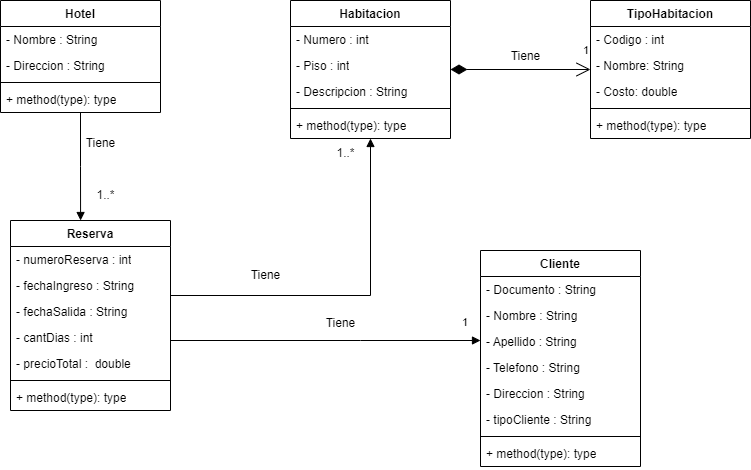 Hotel
- Nombre : String
- Direccion : String
+ method(type): type
Habitacion
- Numero : int
- Piso : int
- Descripcion : String
+ method(type): type
TipoHabitacion
- Codigo : int
- Nombre: String
- Costo: double
+ method(type): type
Tiene
1
Tiene
1..*
1..*
Reserva
- numeroReserva : int
- fechaIngreso : String
- fechaSalida : String
- cantDias : int
- precioTotal : double
+ method(type): type
Tiene
Tiene
1
Cliente
- Documento : String
- Nombre : String
- Apellido : String
- Telefono : String
- Direccion : String
- tipoCliente : String
+ method(type): type